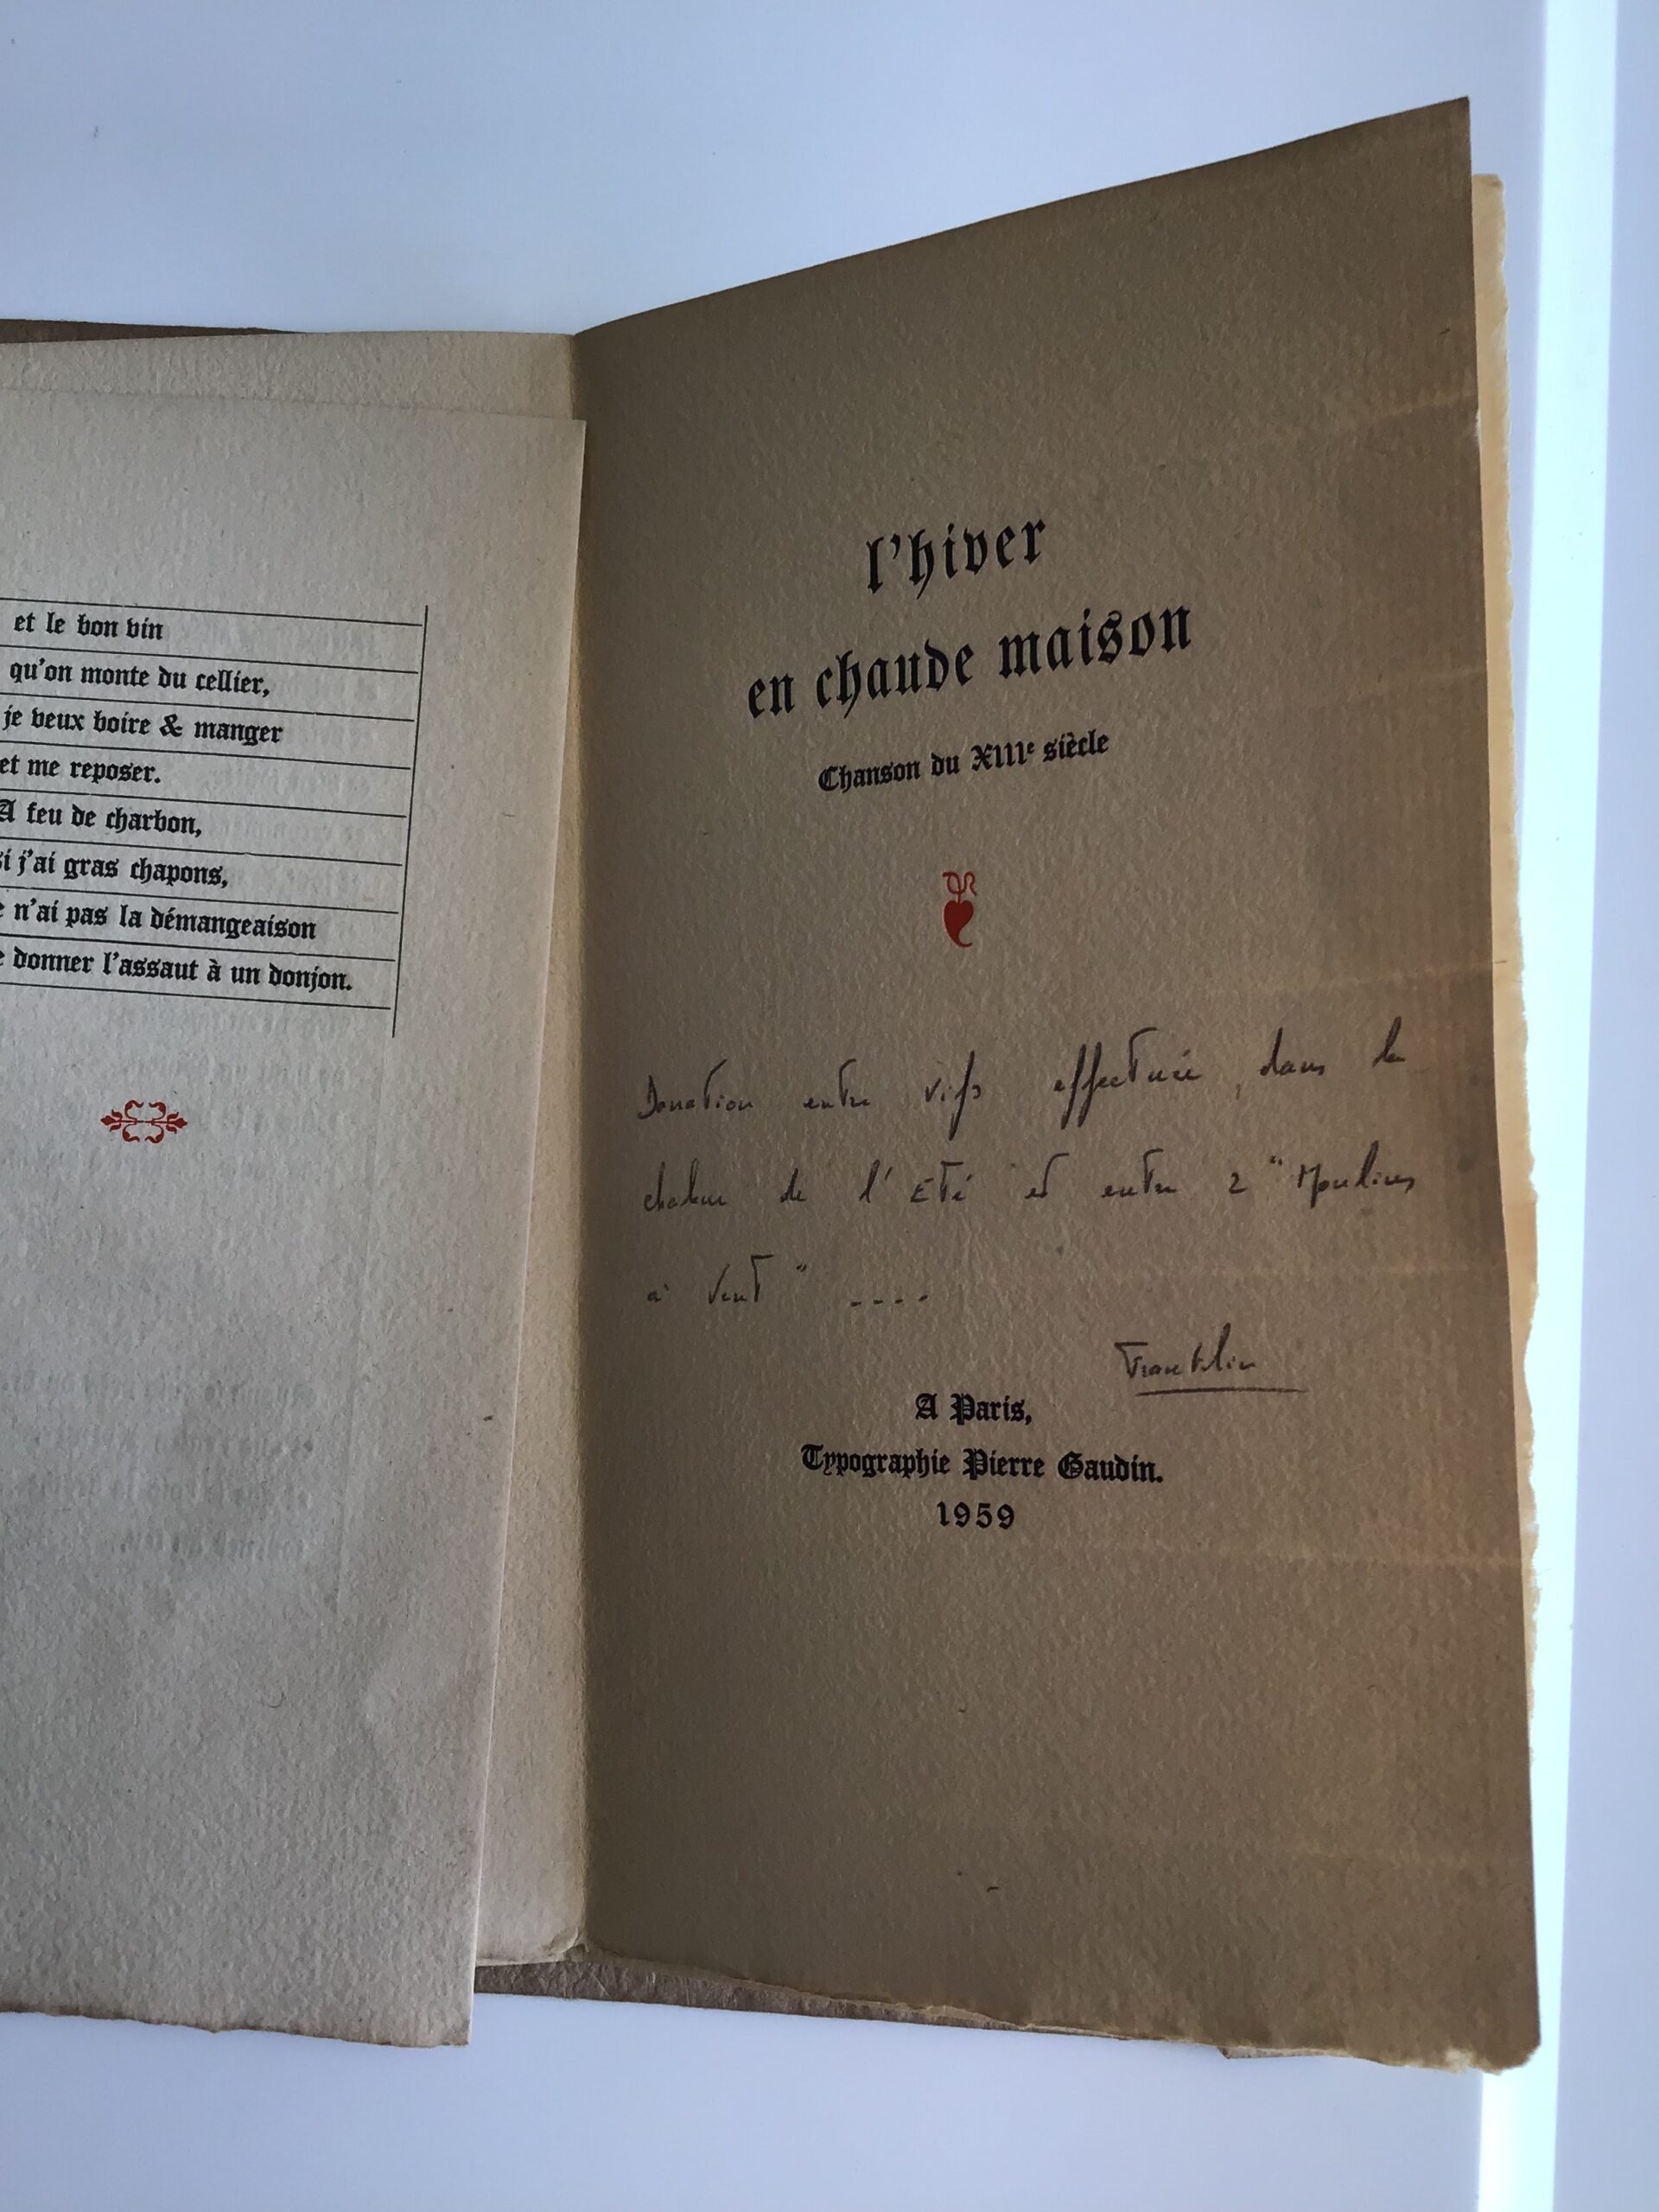 et le bon vin
qu'on monte du cellier,
je veux boire & manger
et me reposer.
A feu de charbon,
si j'ai gras chapons,
n'ai pas la démangeaison
donner l'assaut à un donjon.
l'hiver
en chaude maison
Chanson du XIIIe siècle
Donation entre vifs effectuée, dans la
chaleur de l'Eté et entre 2 "Moulins
à Vent" ....
Franklin
A Paris,
Typographie Pierre Gaudin.
1959